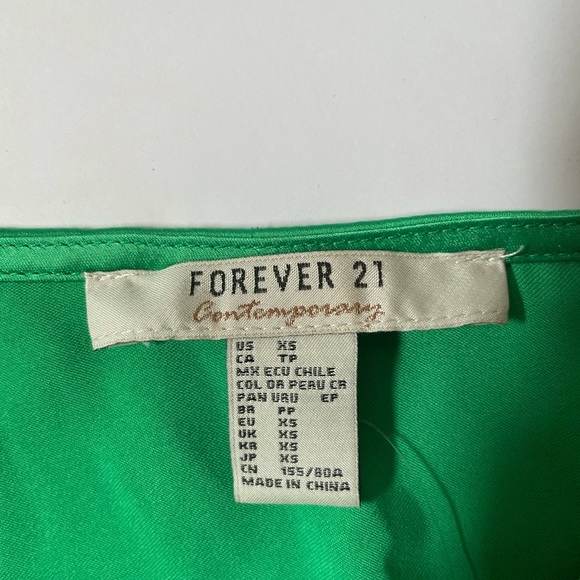 FOREVER 21
Contemporary
US XS
CA TP
MX ECU CHILE
COL DR PERU CR
PAN URU EP
BR PP
EU XS
UK XS
KR XS
JP XS
CN 155/80A
MADE IN CHINA